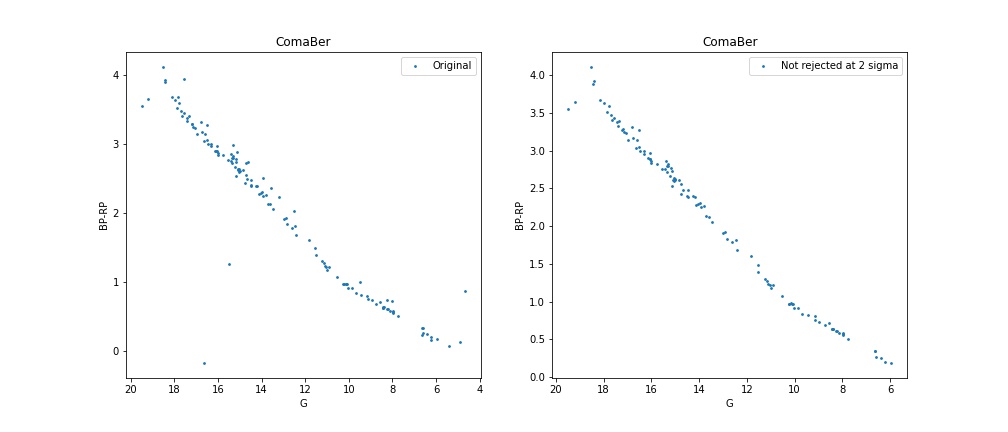 ComaBer
Original
4
3
2
1
0
BP-RP
20 18 16 14 12 10 8 6 4
G
ComaBer
Not rejected at 2 sigma
4.0
3.5
3.0
2.5
2.0
1.5
1.0
0.5
0.0
BP-RP
20 18 16 14 12 10 8 6
G